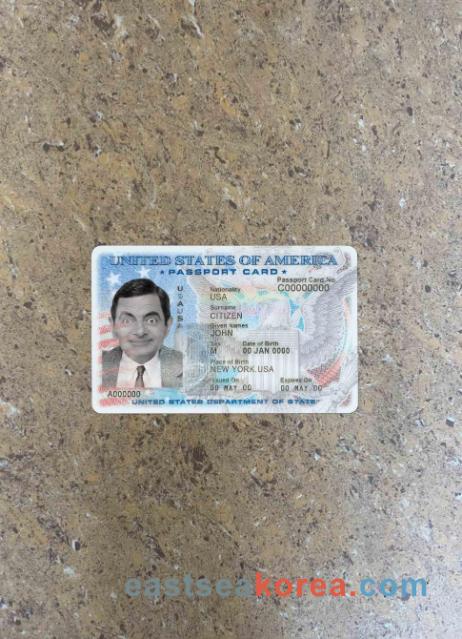 UNITED STATES OF AMERICA
★ PASSPORT CARD ★
Nationality
USA
Passport Card No
C00000000
USAUSA
Surname
CITIZEN
Given Names
JOHN
Sex
M
Date of Birth
00 JAN 0000
Place of Birth
NEW YORK.USA
Issued On
00 MAY 00
Expires On
00 MAY 00
A000000
UNITED STATES DEPARTMENT OF STATE
eastseakorea.com